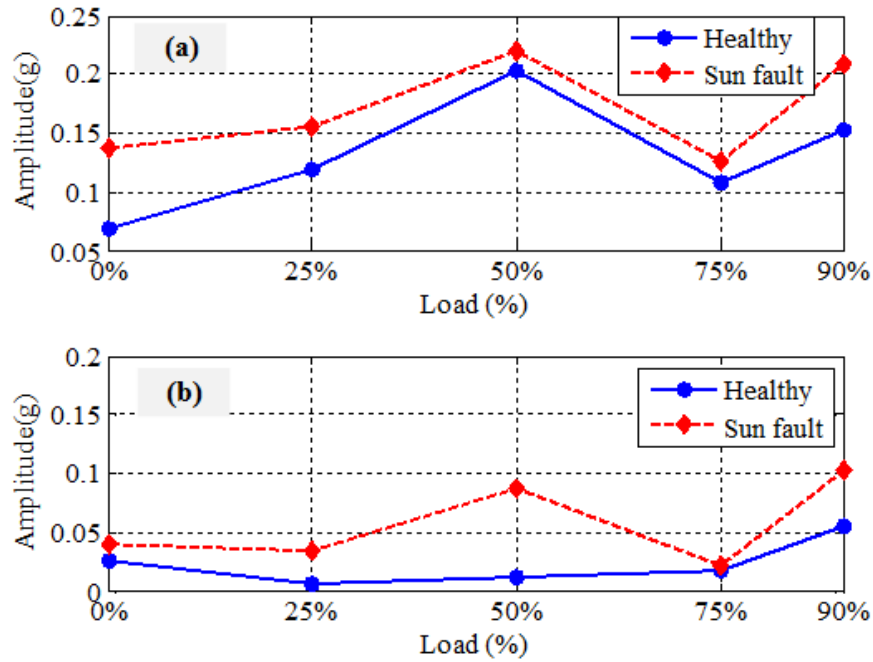 0.25
0.2
0.15
0.1
0.05
Amplitude(g)
(a)
Healthy
Sun fault
0% 25% 50% 75% 90%
Load (%)
0.2
0.15
0.1
0.05
0
Amplitude(g)
(b)
Healthy
Sun fault
0% 25% 50% 75% 90%
Load (%)